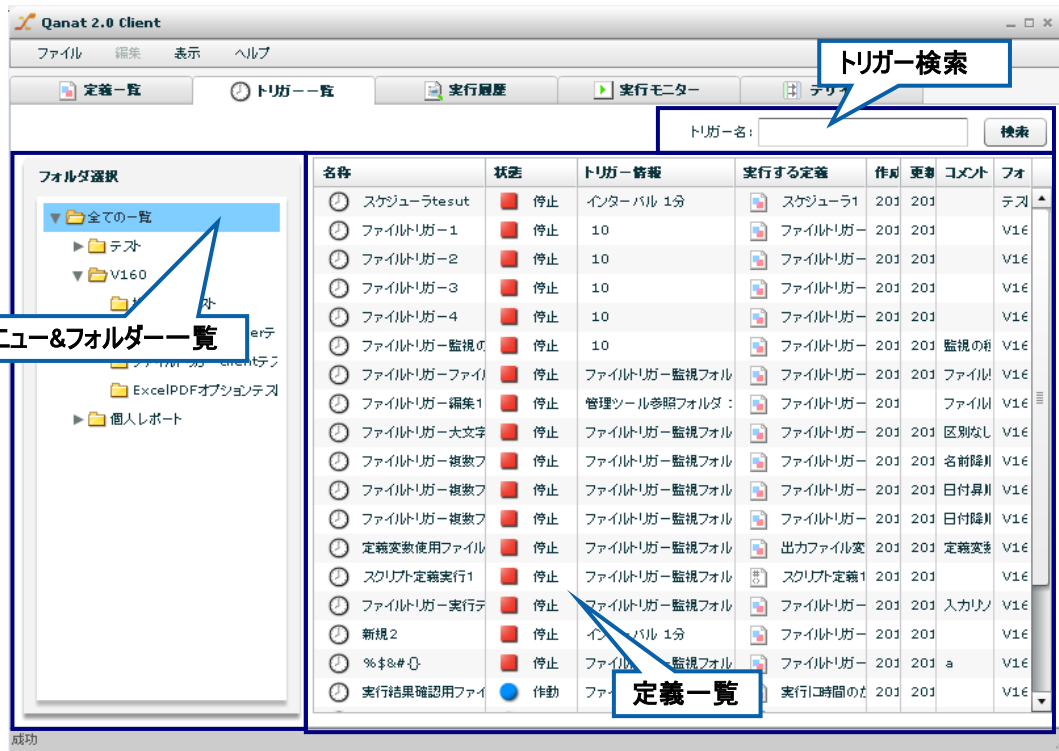 Qanat 2.0 Client
ファイル 編集 表示 ヘルプ
トリガー検索
定義一覧 トリガー一覧 実行履歴 実行モニター
トリガー名: 検索
フォルダ選択
全ての一覧
テスト
V160
ニュー&フォルダー一覧
ExcelPDFオプションテス
個人レポート
名称 状態 トリガー情報 実行する定義 作成 更新 コメント フォ
スケジューラtesut 停止 インターバル 1分 スケジューラ1 201 201 テス
ファイルトリガー1 停止 10 ファイルトリガー 201 201 V16
ファイルトリガー2 停止 10 ファイルトリガー 201 201 V16
ファイルトリガー3 停止 10 ファイルトリガー 201 201 V16
ファイルトリガー4 停止 10 ファイルトリガー 201 201 V16
ファイルトリガー監視の 停止 10 ファイルトリガー 201 201 監視の V16
ファイルトリガーファイル 停止 ファイルトリガー監視フォル ファイルトリガー 201 201 ファイル V16
ファイルトリガー編集1 停止 管理ツール参照フォルダ : ファイルトリガー 201 ファイル V16
ファイルトリガー大文字 停止 ファイルトリガー監視フォル ファイルトリガー 201 201 区別なし V16
ファイルトリガー複数フ 停止 ファイルトリガー監視フォル ファイルトリガー 201 201 名前降順 V16
ファイルトリガー複数フ 停止 ファイルトリガー監視フォル ファイルトリガー 201 201 日付昇順 V16
ファイルトリガー複数フ 停止 ファイルトリガー監視フォル ファイルトリガー 201 201 日付降順 V16
定義変数使用ファイル 停止 ファイルトリガー監視フォル 出力ファイル変 201 201 定義変数 V16
スクリプト定義実行1 停止 ファイルトリガー監視フォル スクリプト定義1 201 201 V16
ファイルトリガー実行テ 停止 ファイルトリガー監視フォル ファイルトリガー 201 201 入力リソ V16
新規2 停止 インターバル 1分 ファイルトリガー 201 201 V16
%$&#-{}- 停止 ファイルトリガー監視フォル ファイルトリガー 201 201 a V16
実行結果確認用ファイ 作動 ファ 実行に時間のか 201 201 V16
定義一覧
成功